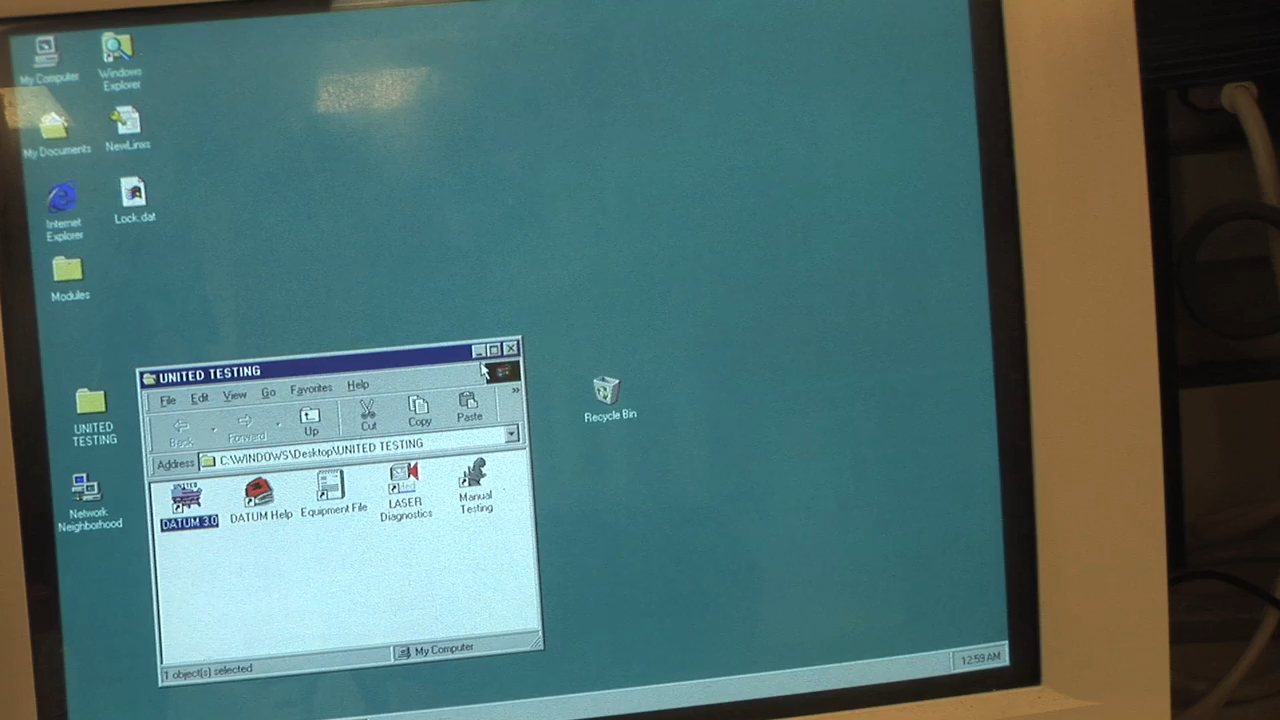 My Computer
Windows
Explorer
My Documents
NewLinxs
Internet
Explorer
Lock.dat
Modules
UNITED
TESTING
Network
Neighborhood
Recycle Bin
UNITED TESTING
File Edit View Go Favorites Help
Back Forward Up Cut Copy Paste »
Address C:\WINDOWS\Desktop\UNITED TESTING
UNITED
DATUM 3.0
DATUM Help
Equipment File
LASER
Diagnostics
Manual
Testing
1 object(s) selected
My Computer
12:59 AM